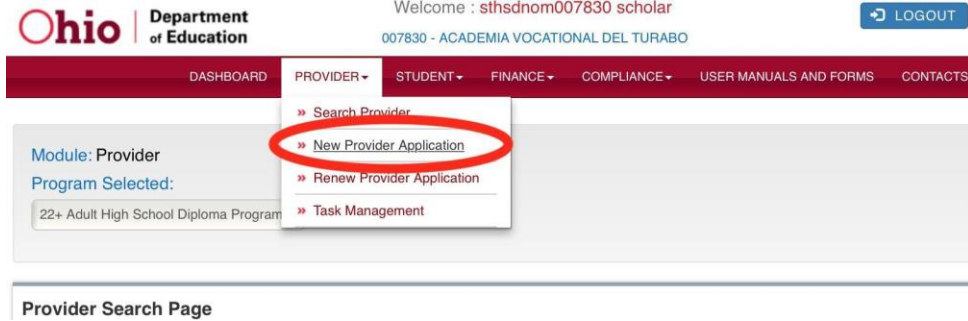 Ohio Department of Education
Welcome : sthsdnom007830 scholar
007830 - ACADEMIA VOCATIONAL DEL TURABO
LOGOUT
DASHBOARD PROVIDER STUDENT FINANCE COMPLIANCE USER MANUALS AND FORMS CONTACTS
» Search Provider
» New Provider Application
» Renew Provider Application
» Task Management
Module: Provider
Program Selected:
22+ Adult High School Diploma Program
Provider Search Page